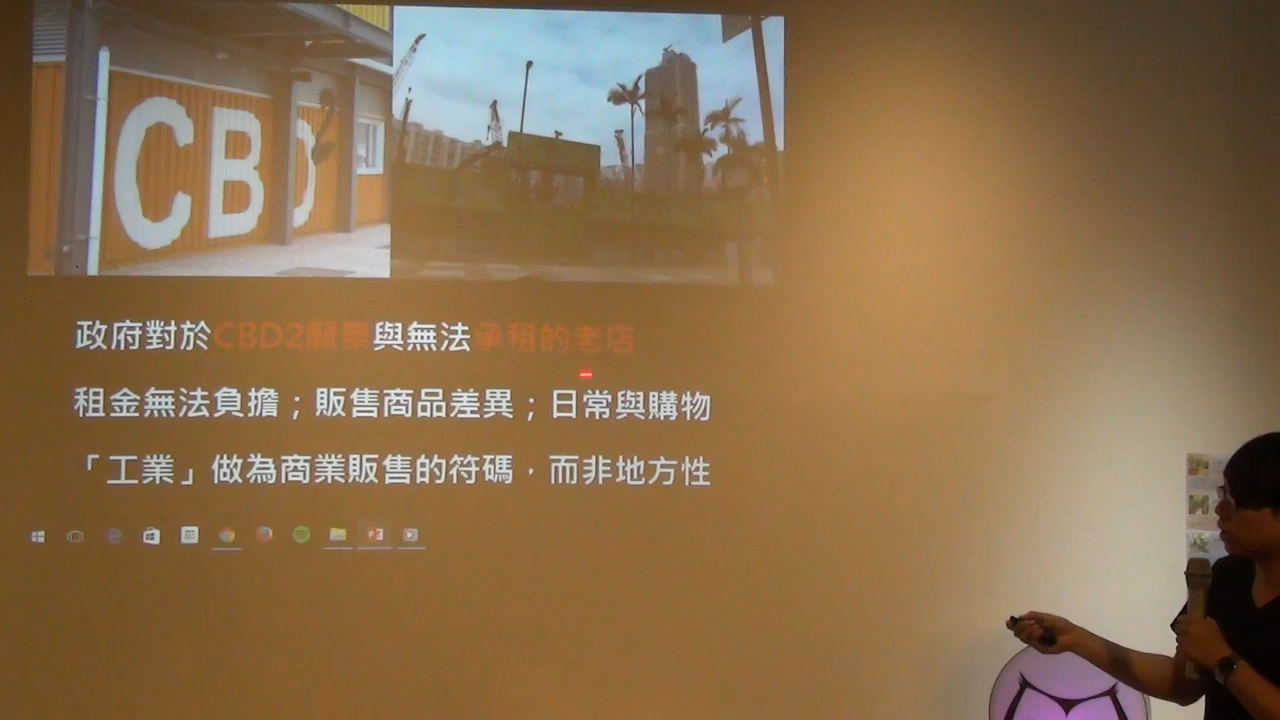 CBD2
政府對於CBD2願景與無法承租的老店
租金無法負擔；販售商品差異；日常與購物
「工業」做為商業販售的符碼，而非地方性